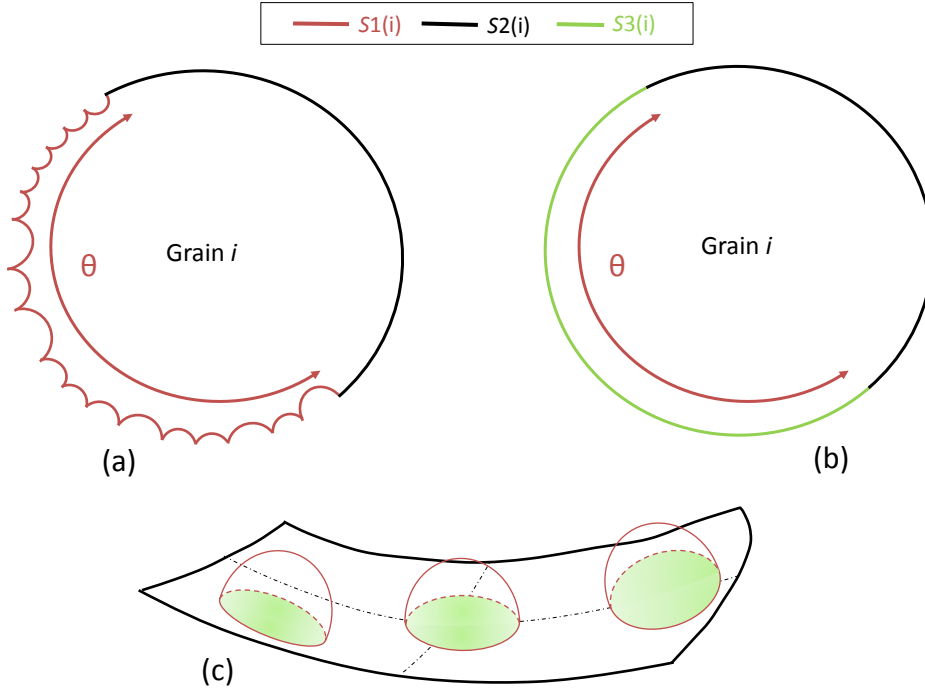 S1(i) S2(i) S3(i)
Grain i
θ
(a)
Grain i
θ
(b)
(c)